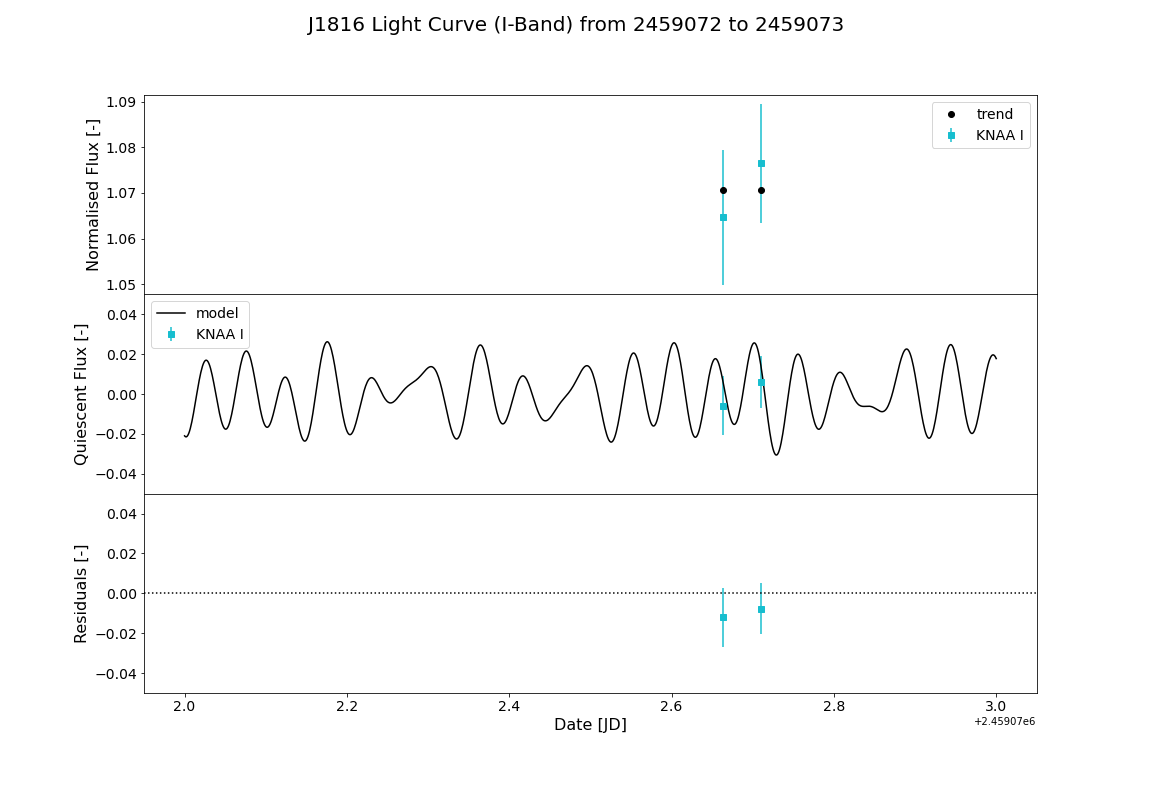 J1816 Light Curve (I-Band) from 2459072 to 2459073
Normalised Flux [-]
1.09
1.08
1.07
1.06
1.05
trend
KNAA I
Quiescent Flux [-]
0.04
0.02
0.00
−0.02
−0.04
model
KNAA I
Residuals [-]
0.04
0.02
0.00
−0.02
−0.04
2.0 2.2 2.4 2.6 2.8 3.0
+2.45907e6
Date [JD]